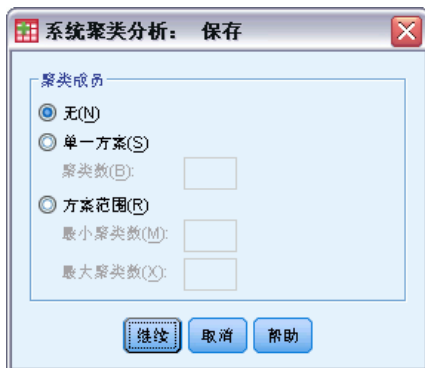 系统聚类分析： 保存
聚类成员
无(N)
单一方案(S)
聚类数(B):
方案范围(R)
最小聚类数(M):
最大聚类数(X):
继续 取消 帮助